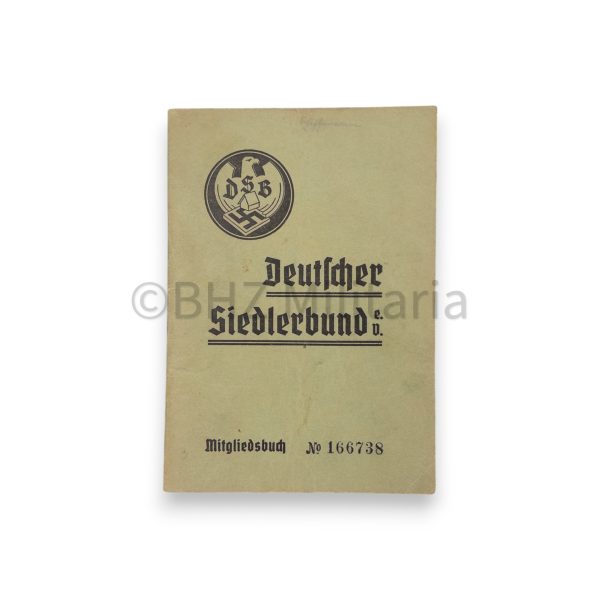 DSB
Deutſcher
©BHZ Militaria
Siedlerbund e. V.
Mitgliedsbuch № 166738